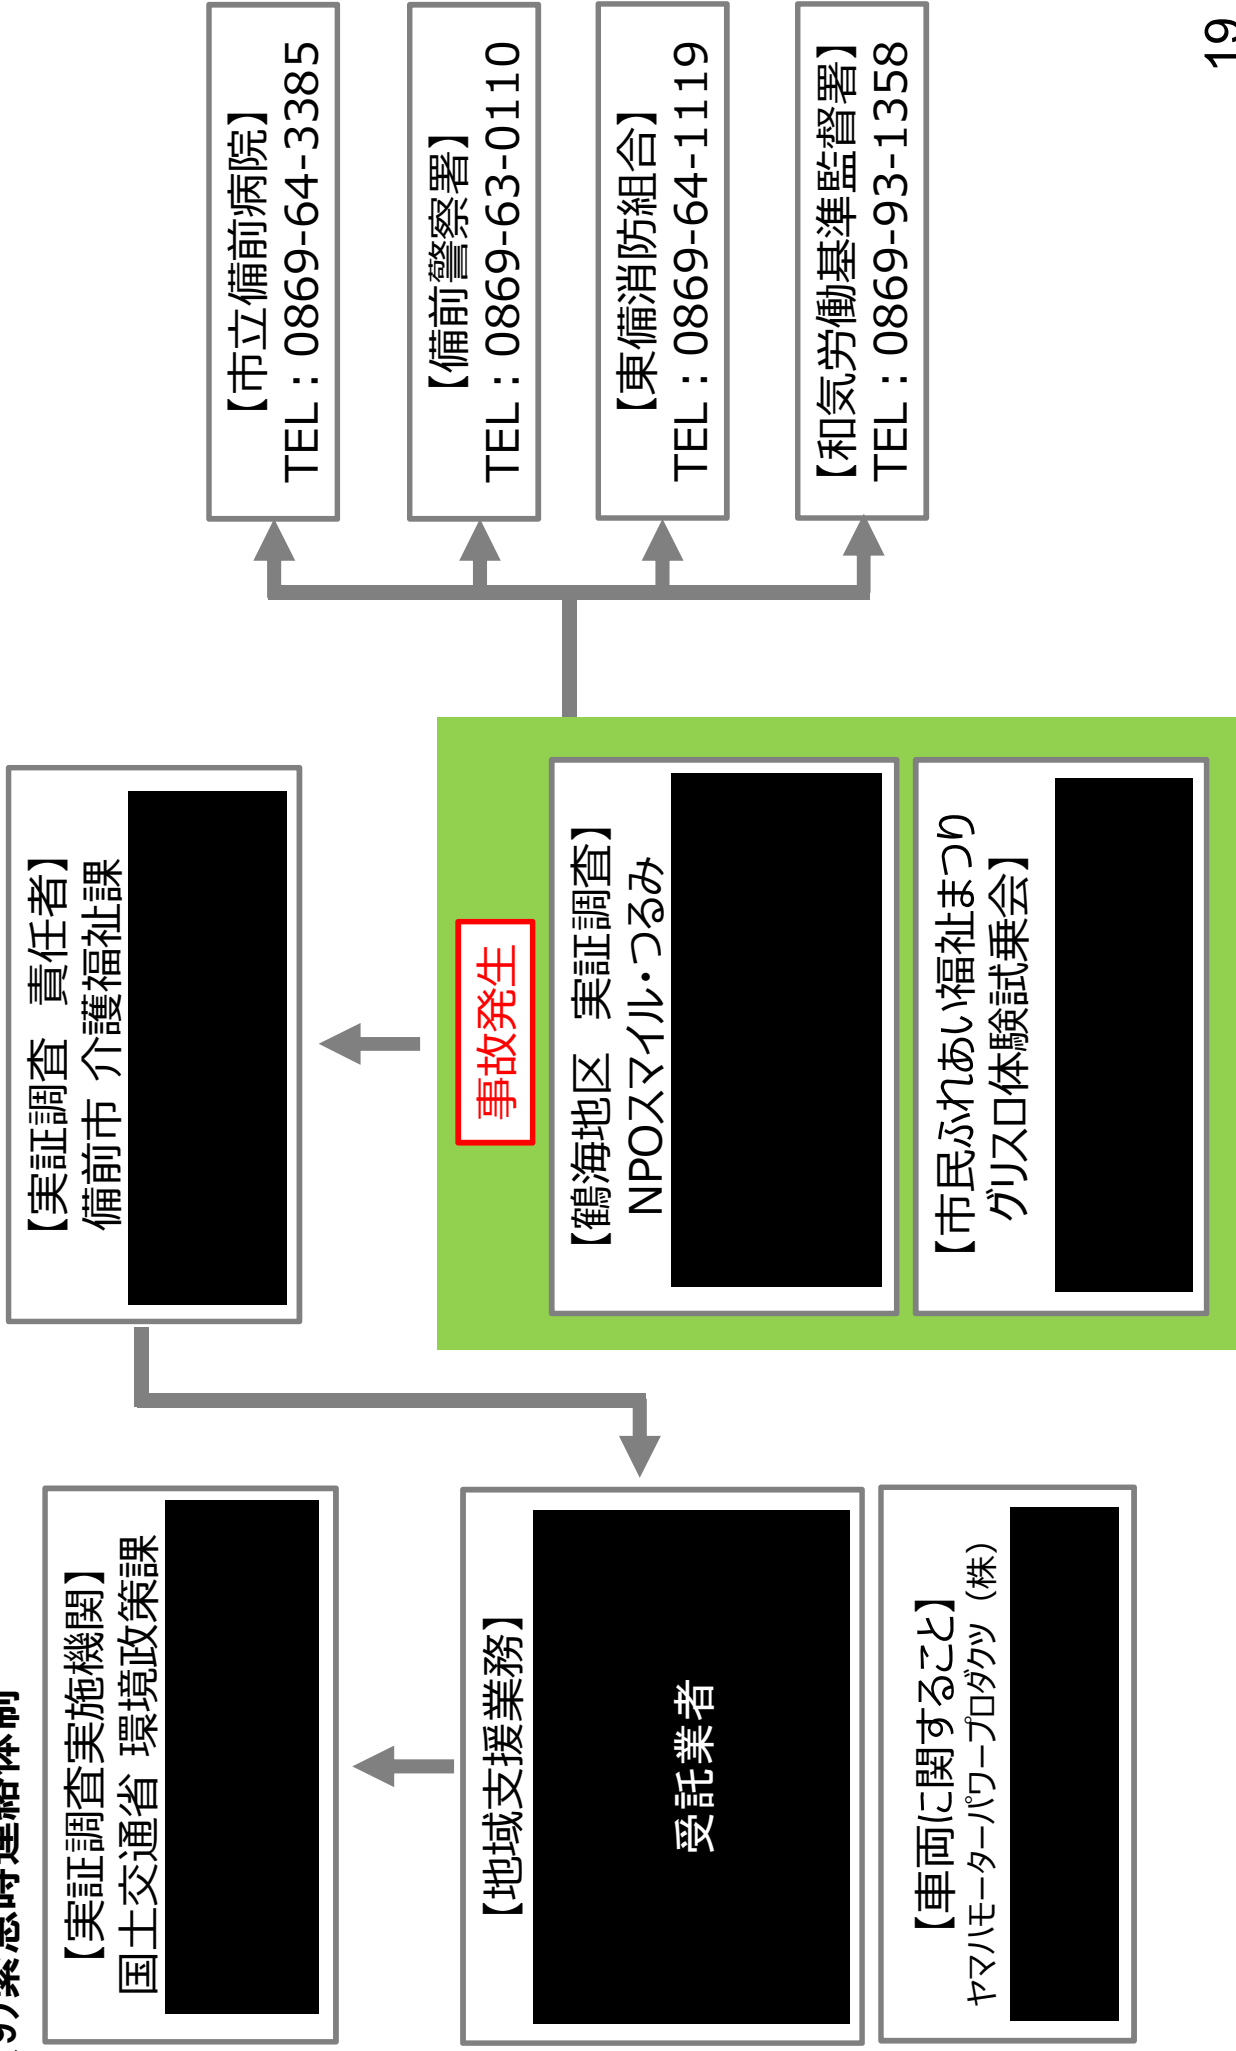 9)緊急時連絡体制
【実証調査実施機関】
国土交通省 環境政策課
【地域支援業務】
受託業者
【車両に関すること】
ヤマハモーターパワープロダクツ（株）
【実証調査 責任者】
備前市 介護福祉課
事故発生
【鶴海地区 実証調査】
NPOスマイル・つるみ
【市民ふれあい福祉まつり
グリスロ体験試乗会】
【市立備前病院】
TEL：0869-64-3385
【備前警察署】
TEL：0869-63-0110
【東備消防組合】
TEL：0869-64-1119
【和気労働基準監督署】
TEL：0869-93-1358
19